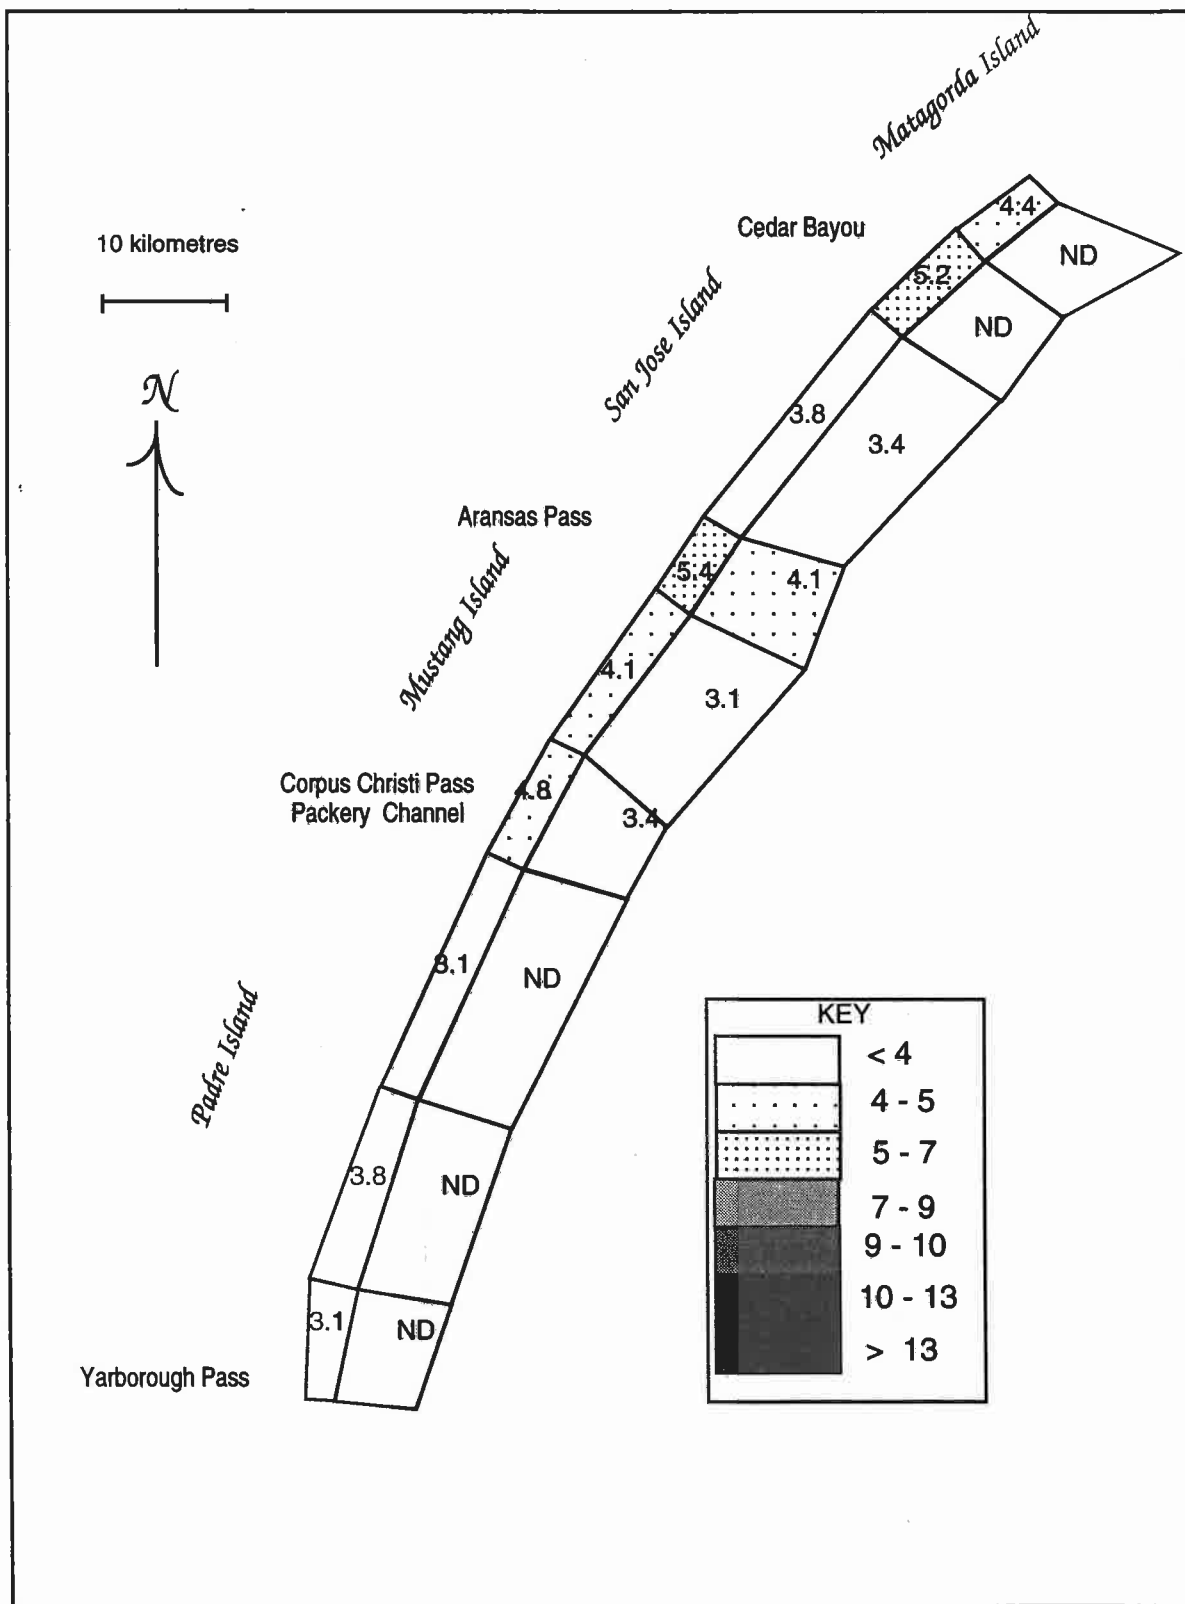 Matagorda Island
4.4
Cedar Bayou
ND
10 kilometres
5.2
San Jose Island
ND
N
3.8
3.4
Aransas Pass
5.4
4.1
Mustang Island
4.1
3.1
Corpus Christi Pass
Packery Channel
4.8
3.4
3.1
ND
Padre Island
KEY
< 4
4 - 5
5 - 7
7 - 9
9 - 10
10 - 13
> 13
3.8
ND
3.1
ND
Yarborough Pass